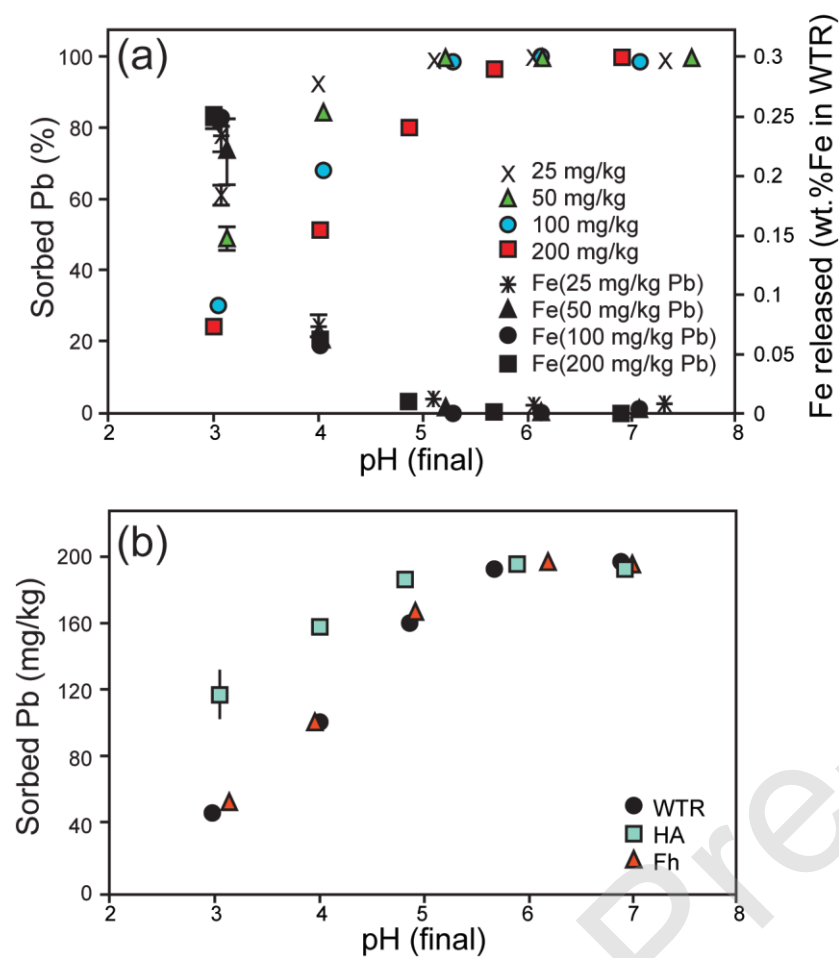 (a)
Sorbed Pb (%)
100
80
60
40
20
0
Fe released (wt.%Fe in WTR)
0.3
0.25
0.2
0.15
0.1
0.05
0
25 mg/kg
50 mg/kg
100 mg/kg
200 mg/kg
Fe(25 mg/kg Pb)
Fe(50 mg/kg Pb)
Fe(100 mg/kg Pb)
Fe(200 mg/kg Pb)
2 3 4 5 6 7 8
pH (final)
(b)
Sorbed Pb (mg/kg)
200
160
120
80
40
0
WTR
HA
Fh
2 3 4 5 6 7 8
pH (final)
Pre